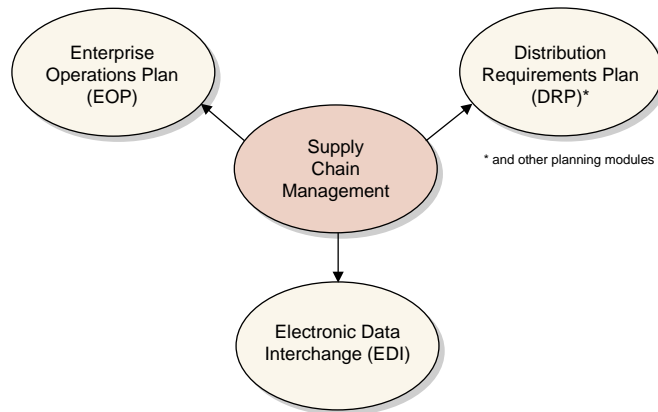 Enterprise
Operations Plan
(EOP)
Distribution
Requirements Plan
(DRP)*
* and other planning modules
Supply
Chain
Management
Electronic Data
Interchange (EDI)